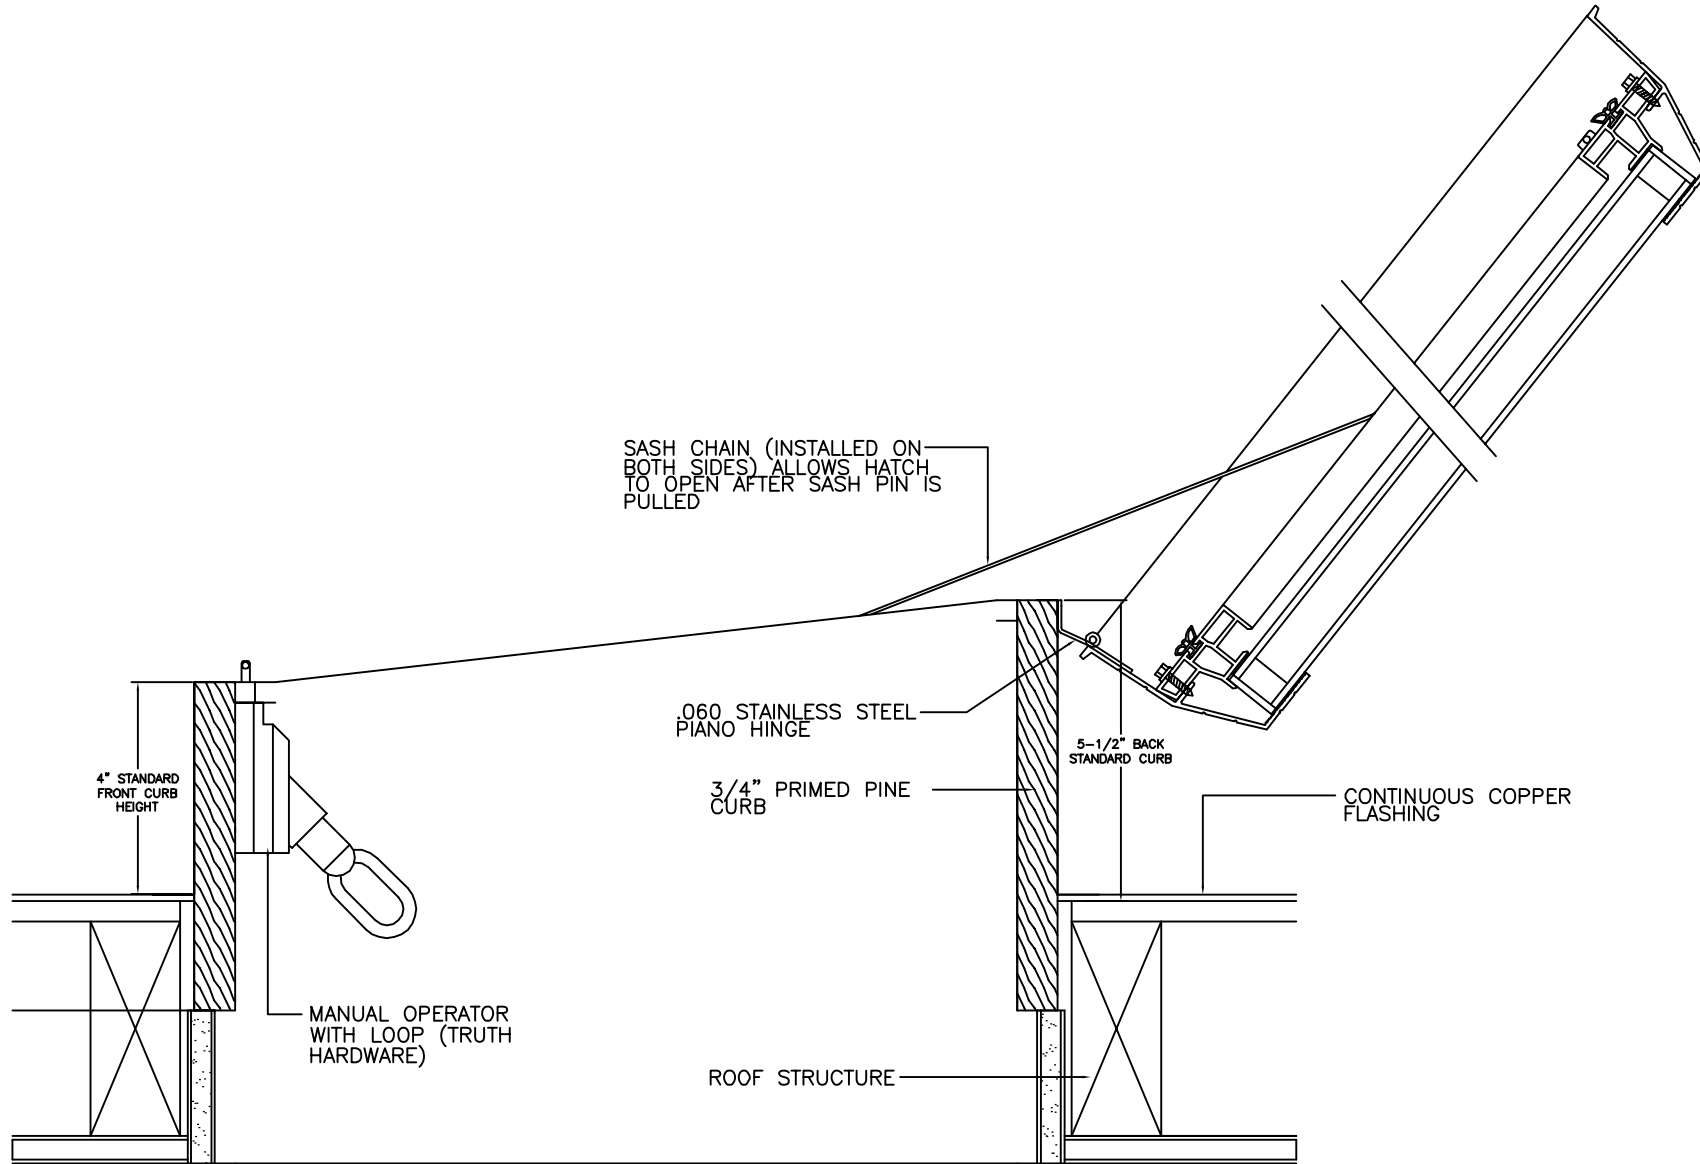 SASH CHAIN (INSTALLED ON
BOTH SIDES) ALLOWS HATCH
TO OPEN AFTER SASH PIN IS
PULLED
.060 STAINLESS STEEL
PIANO HINGE
5-1/2" BACK
STANDARD CURB
4" STANDARD
FRONT CURB
HEIGHT
3/4" PRIMED PINE
CURB
CONTINUOUS COPPER
FLASHING
MANUAL OPERATOR
WITH LOOP (TRUTH
HARDWARE)
ROOF STRUCTURE